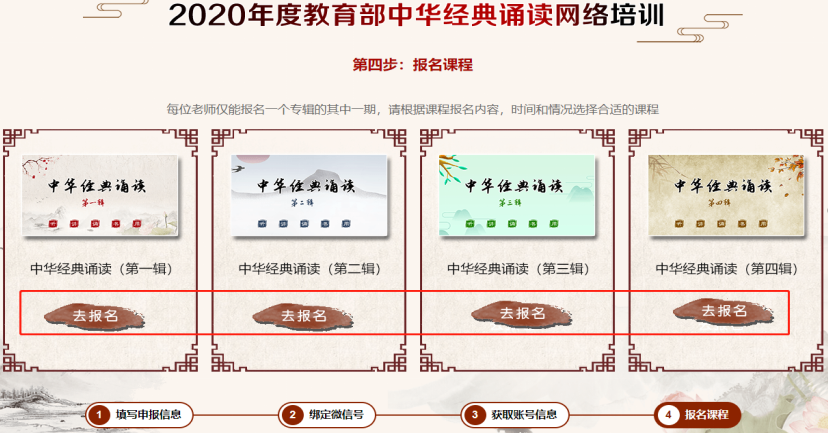 2020年度教育部中华经典诵读网络培训
第四步：报名课程
每位老师仅能报名一个专辑的其中一期，请根据课程报名内容，时间和情况选择合适的课程
中华经典诵读
第一辑
中华经典诵读
第二辑
中华经典诵读
第三辑
中华经典诵读
第四辑
中华经典诵读（第一辑）
中华经典诵读（第二辑）
中华经典诵读（第三辑）
中华经典诵读（第四辑）
去报名
去报名
去报名
去报名
1 填写申报信息
2 绑定微信号
3 获取账号信息
4 报名课程